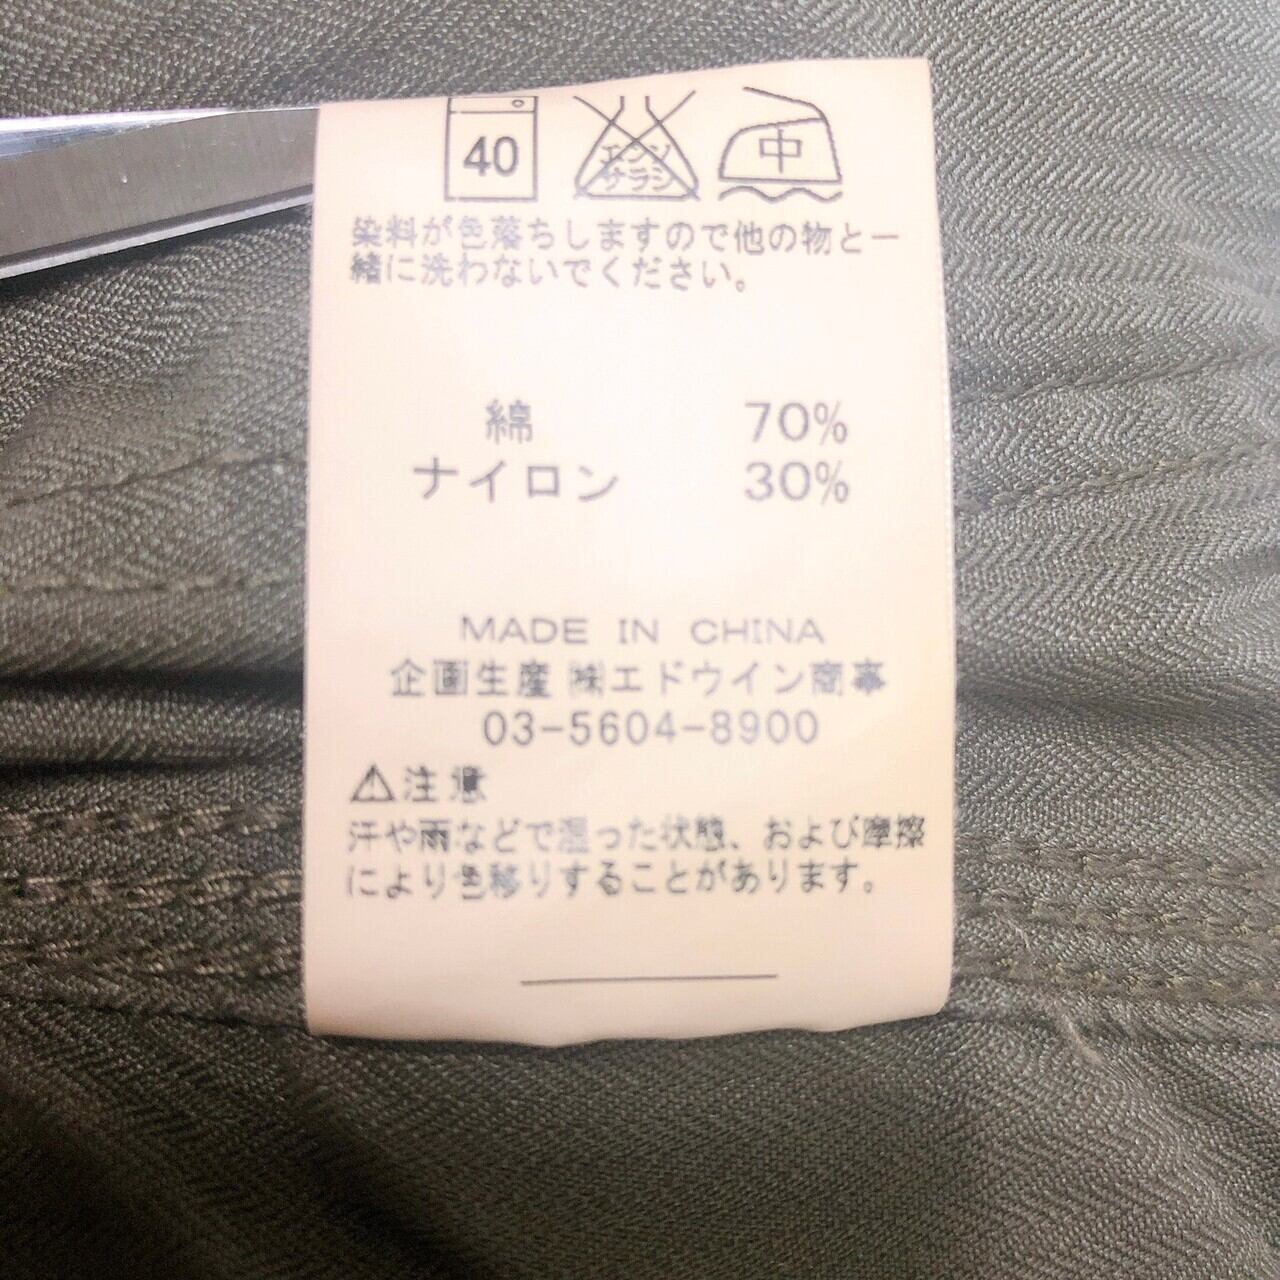 40
エンソ
サラシ
中
染料が色落ちしますので他の物と一
緒に洗わないでください。
綿 70%
ナイロン 30%
MADE IN CHINA
企画生産 ㈱エドウイン商事
03-5604-8900
⚠注意
汗や雨などで湿った状態、および摩擦
により色移りすることがあります。